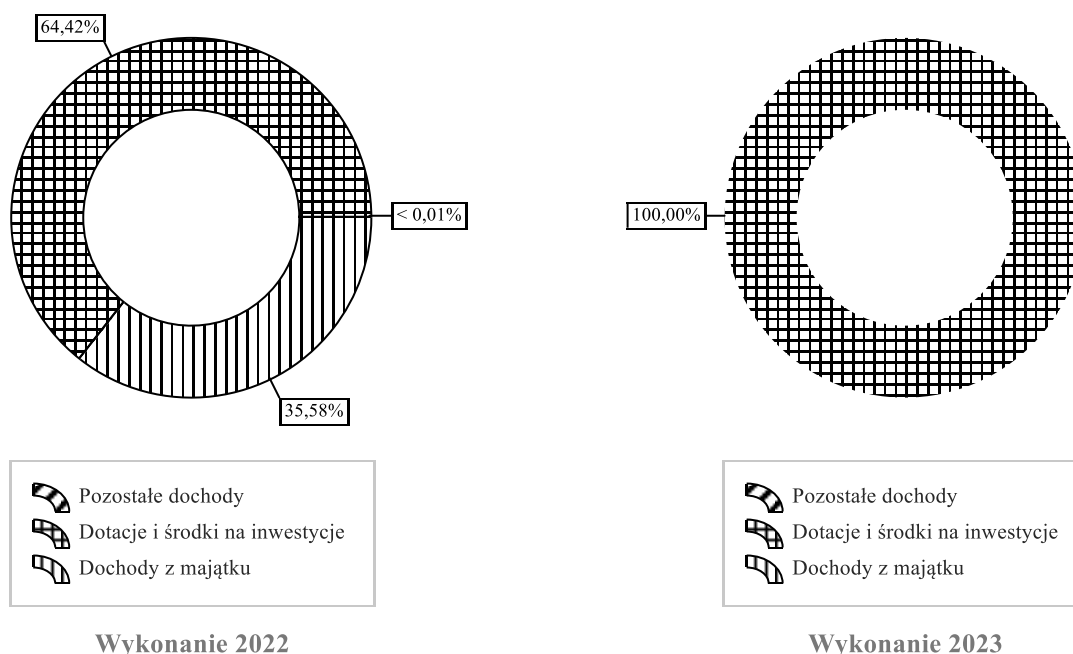 64,42%
< 0,01%
35,58%
Pozostałe dochody
Dotacje i środki na inwestycje
Dochody z majątku
Wykonanie 2022
100,00%
Pozostałe dochody
Dotacje i środki na inwestycje
Dochody z majątku
Wykonanie 2023